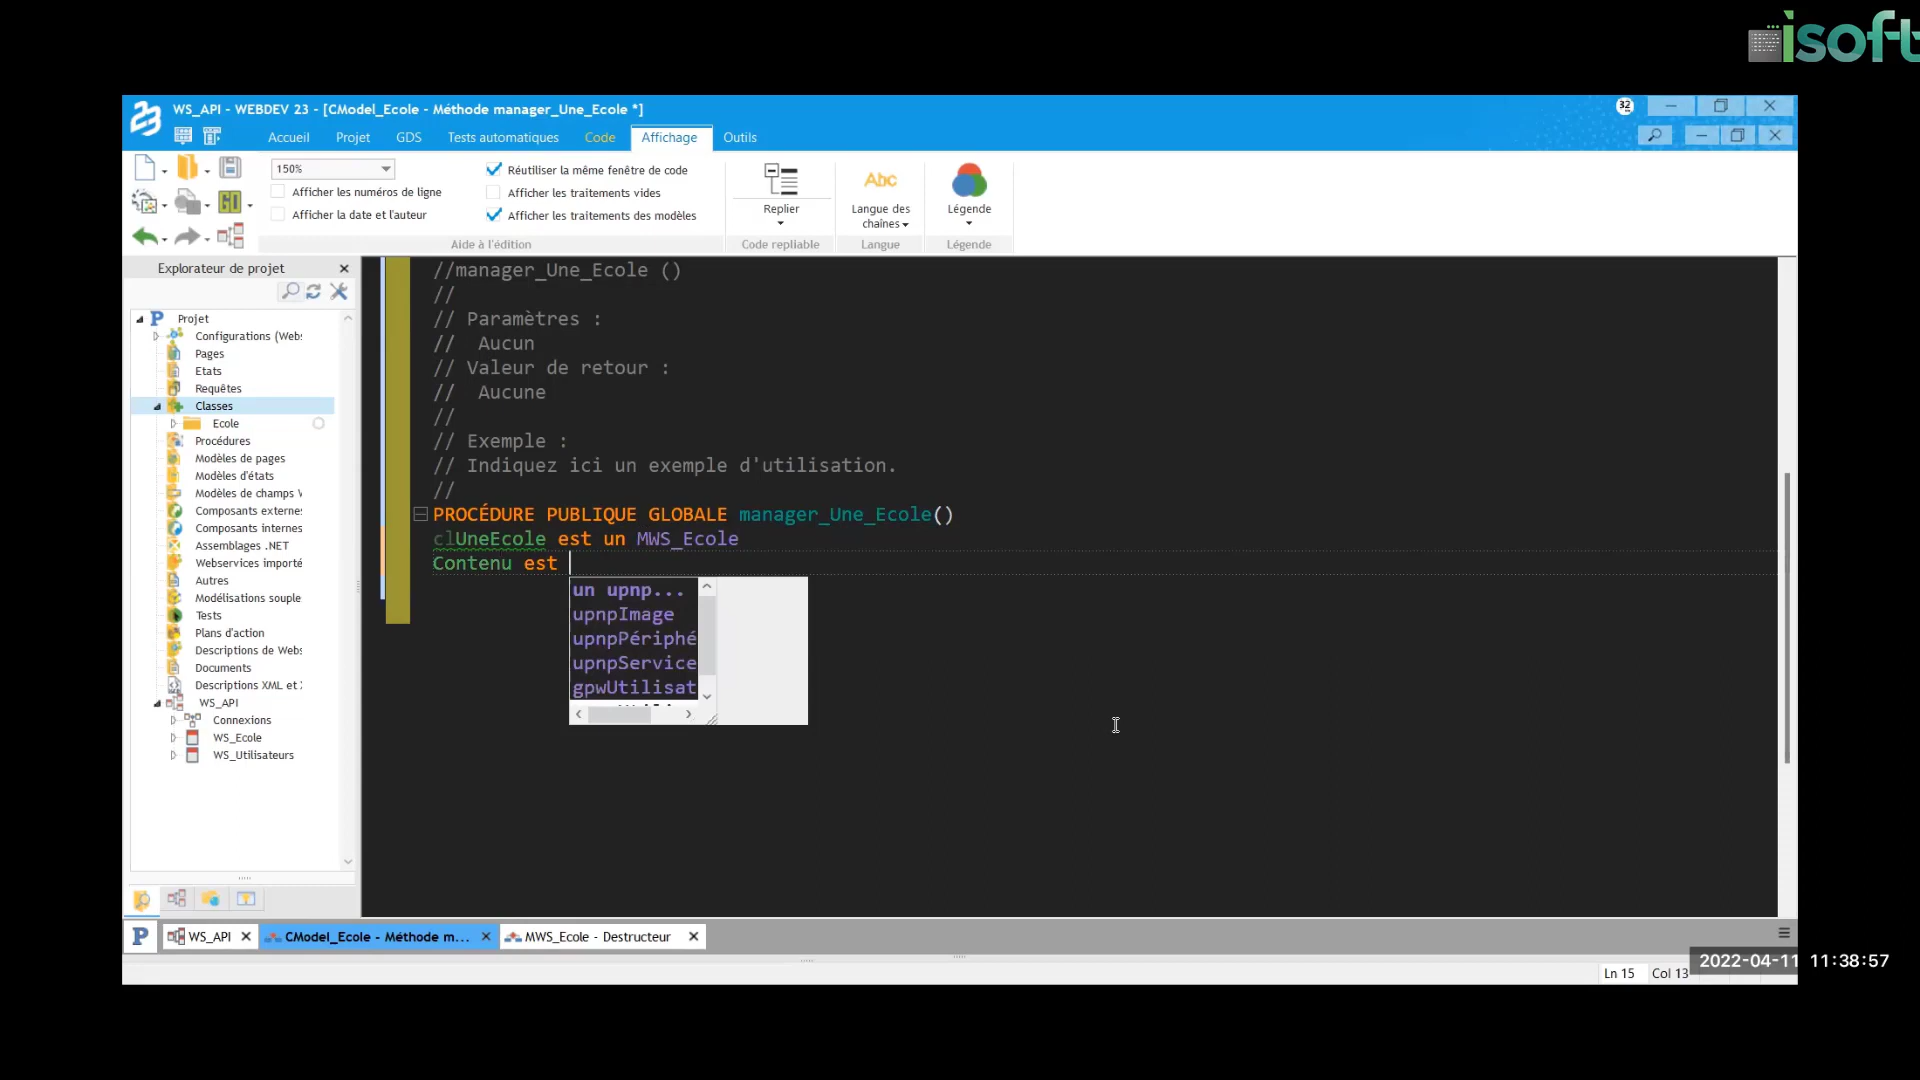 isoft
WS_API - WEBDEV 23 - [CModel_Ecole - Méthode manager_Une_Ecole *]
32
Accueil Projet GDS Tests automatiques Code Affichage Outils
150%
Afficher les numéros de ligne
Afficher la date et l'auteur
Réutiliser la même fenêtre de code
Afficher les traitements vides
Afficher les traitements des modèles
Aide à l'édition
Replier
Code repliable
Abc
Langue des
chaînes
Langue
Légende
Légende
GO
Explorateur de projet
Projet
Configurations (Webs
Pages
Etats
Requêtes
Classes
Ecole
Procédures
Modèles de pages
Modèles d'états
Modèles de champs W
Composants externe:
Composants internes
Assemblages .NET
Webservices importé
Autres
Modélisations souple
Tests
Plans d'action
Descriptions de Webs
Documents
Descriptions XML et
WS_API
Connexions
WS_Ecole
WS_Utilisateurs
//manager_Une_Ecole ()
//
// Paramètres :
// Aucun
// Valeur de retour :
// Aucune
//
// Exemple :
// Indiquez ici un exemple d'utilisation.
//
PROCÉDURE PUBLIQUE GLOBALE manager_Une_Ecole()
clUneEcole est un MWS_Ecole
Contenu est
un upnp...
upnpImage
upnpPériphé
upnpService
gpwUtilisat
WS_API
CModel_Ecole - Méthode m...
MWS_Ecole - Destructeur
Ln 15 Col 13
2022-04-11 11:38:57